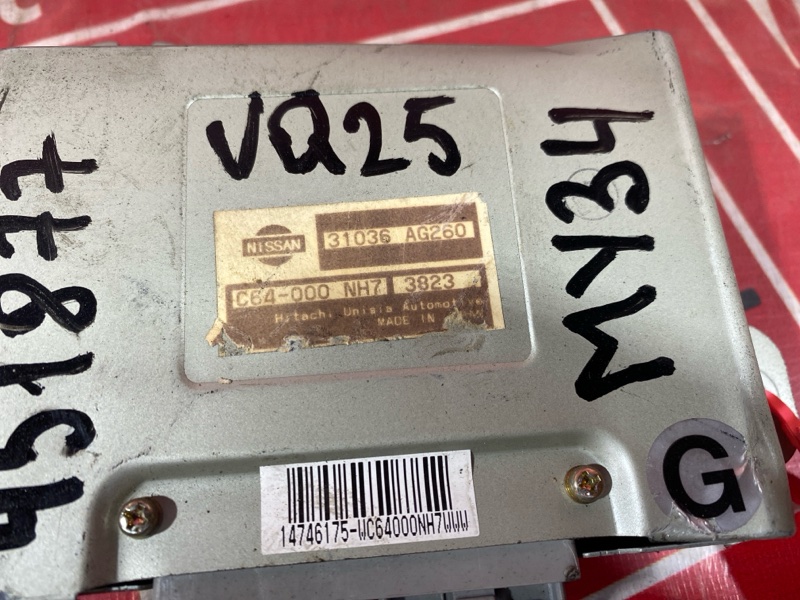 VQ25
NISSAN
31036 AG260
C64-000 NH7 3823
Hitachi Unisia Automotive
MADE IN
14746175-WC64000NH7WWW
MY34
G